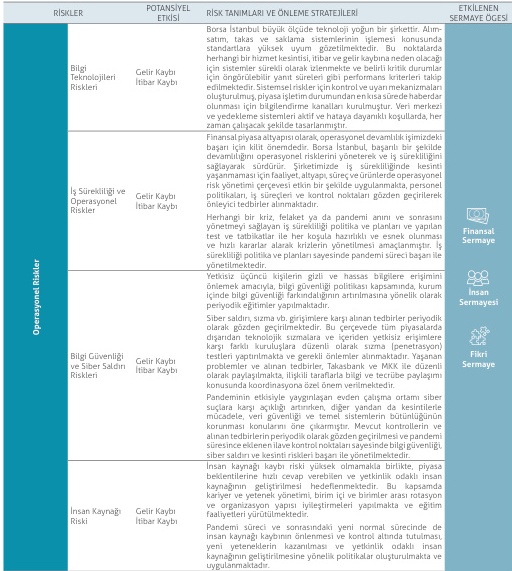 RİSKLER
POTANSİYEL
ETKİSİ
RİSK TANIMLARI VE ÖNLEME STRATEJİLERİ
ETKİLENEN
SERMAYE ÖGESİ
Operasyonel Riskler
Bilgi
Teknolojileri
Riskleri
Gelir Kaybı
İtibar Kaybı
Borsa İstanbul büyük ölçüde teknoloji yoğun bir şirkettir. Alım-
satım, takas ve saklama sistemlerinin işlemesi konusunda
standartlara yüksek uyum gözetilmektedir. Bu noktalarda
herhangi bir hizmet kesintisi, itibar ve gelir kaybına neden olacağı
için sistemler sürekli olarak izlenmekte ve belirli kritik durumlar
için öngörülebilir yanıt süreleri gibi performans kriterleri takip
edilmektedir. Sistemsel riskler için kontrol ve uyarı mekanizmaları
oluşturulmuş, piyasa işletim durumundan en kısa sürede haberdar
olunması için bilgilendirme kanalları kurulmuştur. Veri merkezi
ve yedekleme sistemleri aktif ve hataya dayanıklı koşullarda, her
zaman çalışacak şekilde tasarlanmıştır.
İş Sürekliliği ve
Operasyonel
Riskler
Gelir Kaybı
İtibar Kaybı
Finansal piyasa altyapısı olarak, operasyonel devamlılık işimizdeki
başarı için kilit önemdedir. Borsa İstanbul, başarılı bir şekilde
devamlılığını operasyonel risklerini yöneterek ve iş sürekliliğini
sağlayarak sürdürür. Şirketimizde iş sürekliliğinde kesinti
yaşanmaması için faaliyet, altyapı, süreç ve ürünlerde operasyonel
risk yönetimi çerçevesi etkin bir şekilde uygulanmakta, personel
politikaları, iş süreçleri ve kontrol noktaları gözden geçirilerek
önleyici tedbirler alınmaktadır.
Herhangi bir kriz, felaket ya da pandemi anını ve sonrasını
yönetmeyi sağlayan iş sürekliliği politika ve planları ve yapılan
test ve tatbikatlar ile her koşula hazırlıklı ve esnek olunması
ve hızlı kararlar alarak krizlerin yönetilmesi amaçlanmıştır. İş
sürekliliği politika ve planları sayesinde pandemi süreci başarı ile
yönetilmektedir.
Bilgi Güvenliği
ve Siber Saldırı
Riskleri
Gelir Kaybı
İtibar Kaybı
Yetkisiz üçüncü kişilerin gizli ve hassas bilgilere erişimini
önlemek amacıyla, bilgi güvenliği politikası kapsamında, kurum
içinde bilgi güvenliği farkındalığının artırılmasına yönelik olarak
periyodik eğitimler yapılmaktadır.
Siber saldırı, sızma vb. girişimlere karşı alınan tedbirler periyodik
olarak gözden geçirilmektedir. Bu çerçevede tüm piyasalarda
dışarıdan teknolojik sızmalara ve içeriden yetkisiz erişimlere
karşı farklı kuruluşlara düzenli olarak sızma (penetrasyon)
testleri yaptırılmakta ve gerekli önlemler alınmaktadır. Yaşanan
problemler ve alınan tedbirler, Takasbank ve MKK ile düzenli
olarak paylaşılmakta, ilişkili taraflarla bilgi ve tecrübe paylaşımı
konusunda koordinasyona özel önem verilmektedir.
Pandeminin etkisiyle yaygınlaşan evden çalışma ortamı siber
suçlara karşı açıklığı artırırken, diğer yandan da kesintilerle
mücadele, veri güvenliği ve temel sistemlerin bütünlüğünün
korunması konularını öne çıkarmıştır. Mevcut kontrollerin ve
alınan tedbirlerin periyodik olarak gözden geçirilmesi ve pandemi
süresince eklenen ilave kontrol noktaları sayesinde bilgi güvenliği,
siber saldırı ve kesinti riskleri başarı ile yönetilmektedir.
İnsan Kaynağı
Riski
Gelir Kaybı
İtibar Kaybı
İnsan kaynağı kaybı riski yüksek olmamakla birlikte, piyasa
beklentilerine hızlı cevap verebilen ve yetkinlik odaklı insan
kaynağının geliştirilmesi hedeflenmektedir. Bu kapsamda
kariyer ve yetenek yönetimi, birim içi ve birimler arası rotasyon
ve organizasyon yapısı iyileştirmeleri yapılmakta ve eğitim
faaliyetleri yürütülmektedir.
Pandemi süreci ve sonrasındaki yeni normal sürecinde de
insan kaynağı kaybının önlenmesi ve kontrol altında tutulması,
yeni yeteneklerin kazanılması ve yetkinlik odaklı insan
kaynağının geliştirilmesine yönelik politikalar oluşturulmakta ve
uygulanmaktadır.
Finansal
Sermaye
İnsan
Sermayesi
Fikri
Sermaye